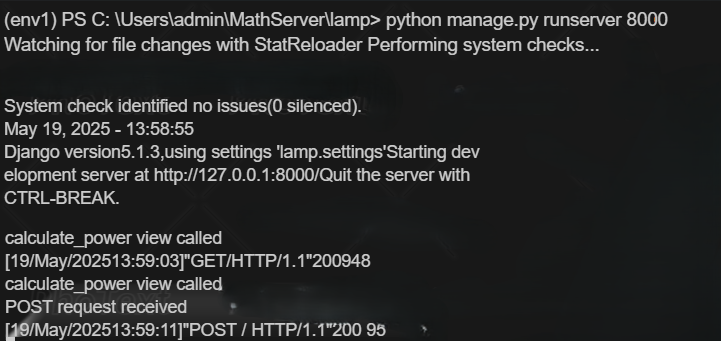 (env1) PS C: \Users\admin\MathServer\lamp> python manage.py runserver 8000
Watching for file changes with StatReloader Performing system checks...
System check identified no issues(0 silenced).
May 19, 2025 - 13:58:55
Django version5.1.3,using settings 'lamp.settings'Starting dev
elopment server at http://127.0.0.1:8000/Quit the server with
CTRL-BREAK.
calculate_power view called
[19/May/202513:59:03]"GET/HTTP/1.1"200948
calculate_power view called
POST request received
[19/May/202513:59:11]"POST / HTTP/1.1"200 95